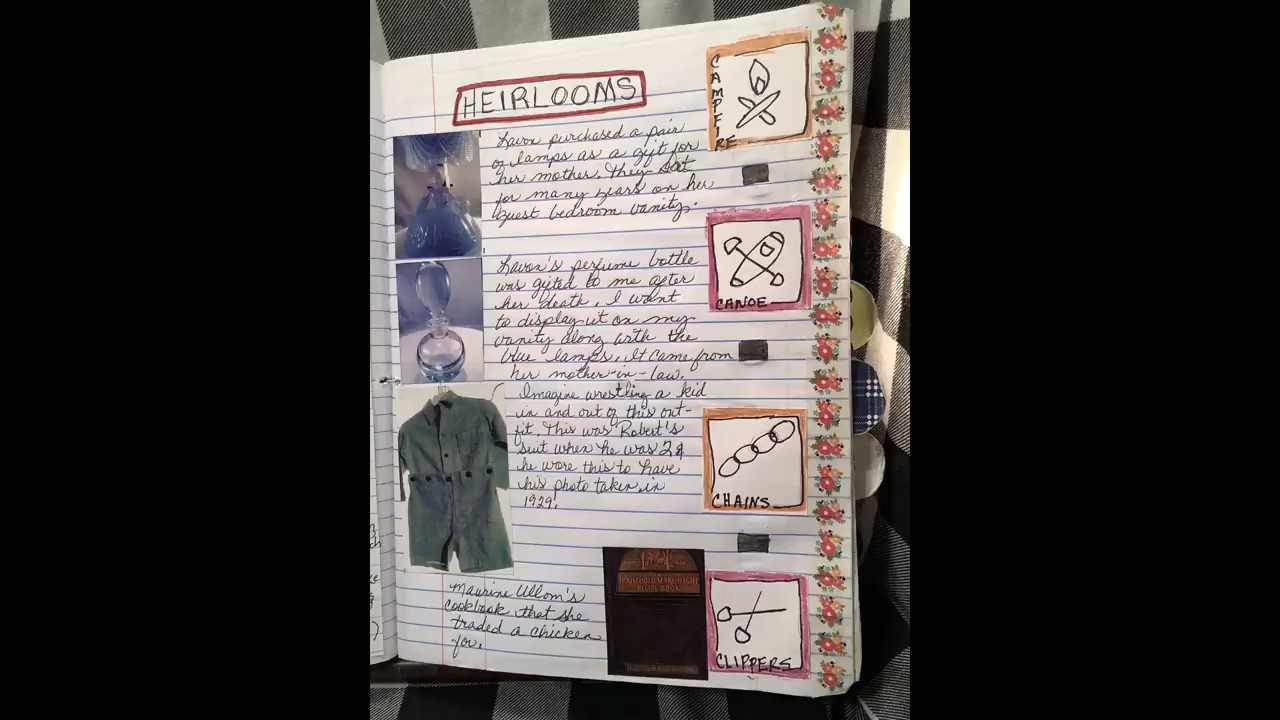 HEIRLOOMS
CAMPFIRE
Lavon purchased a pair
of lamps as a gift for
her mother. They sat
for many years on her
guest bedroom vanity.
CANOE
Lavon's perfume bottle
was gifted to me after
her death. I want
to display it on my
vanity along with the
blue lamps. It came from
her mother-in-law.
Imagine wrestling a kid
in and out of this out-
fit. This was Robert's
suit when he was 2 &
he wore this to have
his photo taken in
1929.
CHAINS
HOUSEHOLD SEARCHLIGHT
RECIPE BOOK
Maurine Ullom's
cookbook that she
traded a chicken
for.
CLIPPERS